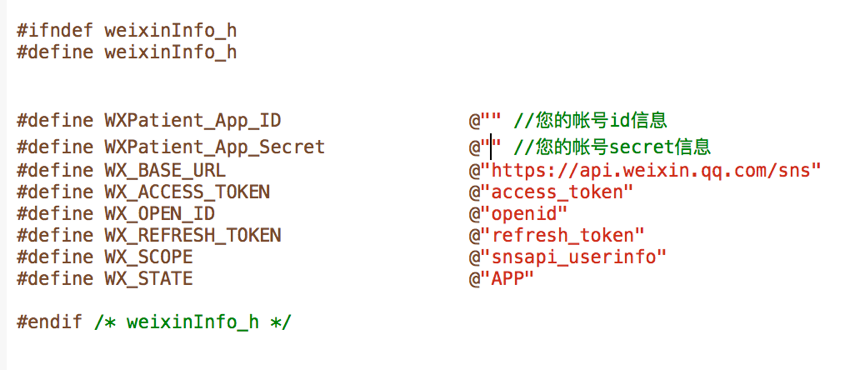 #ifndef weixinInfo_h
#define weixinInfo_h
#define WXPatient_App_ID @"" //您的帐号id信息
#define WXPatient_App_Secret @"" //您的帐号secret信息
#define WX_BASE_URL @"https://api.weixin.qq.com/sns"
#define WX_ACCESS_TOKEN @"access_token"
#define WX_OPEN_ID @"openid"
#define WX_REFRESH_TOKEN @"refresh_token"
#define WX_SCOPE @"snsapi_userinfo"
#define WX_STATE @"APP"
#endif /* weixinInfo_h */